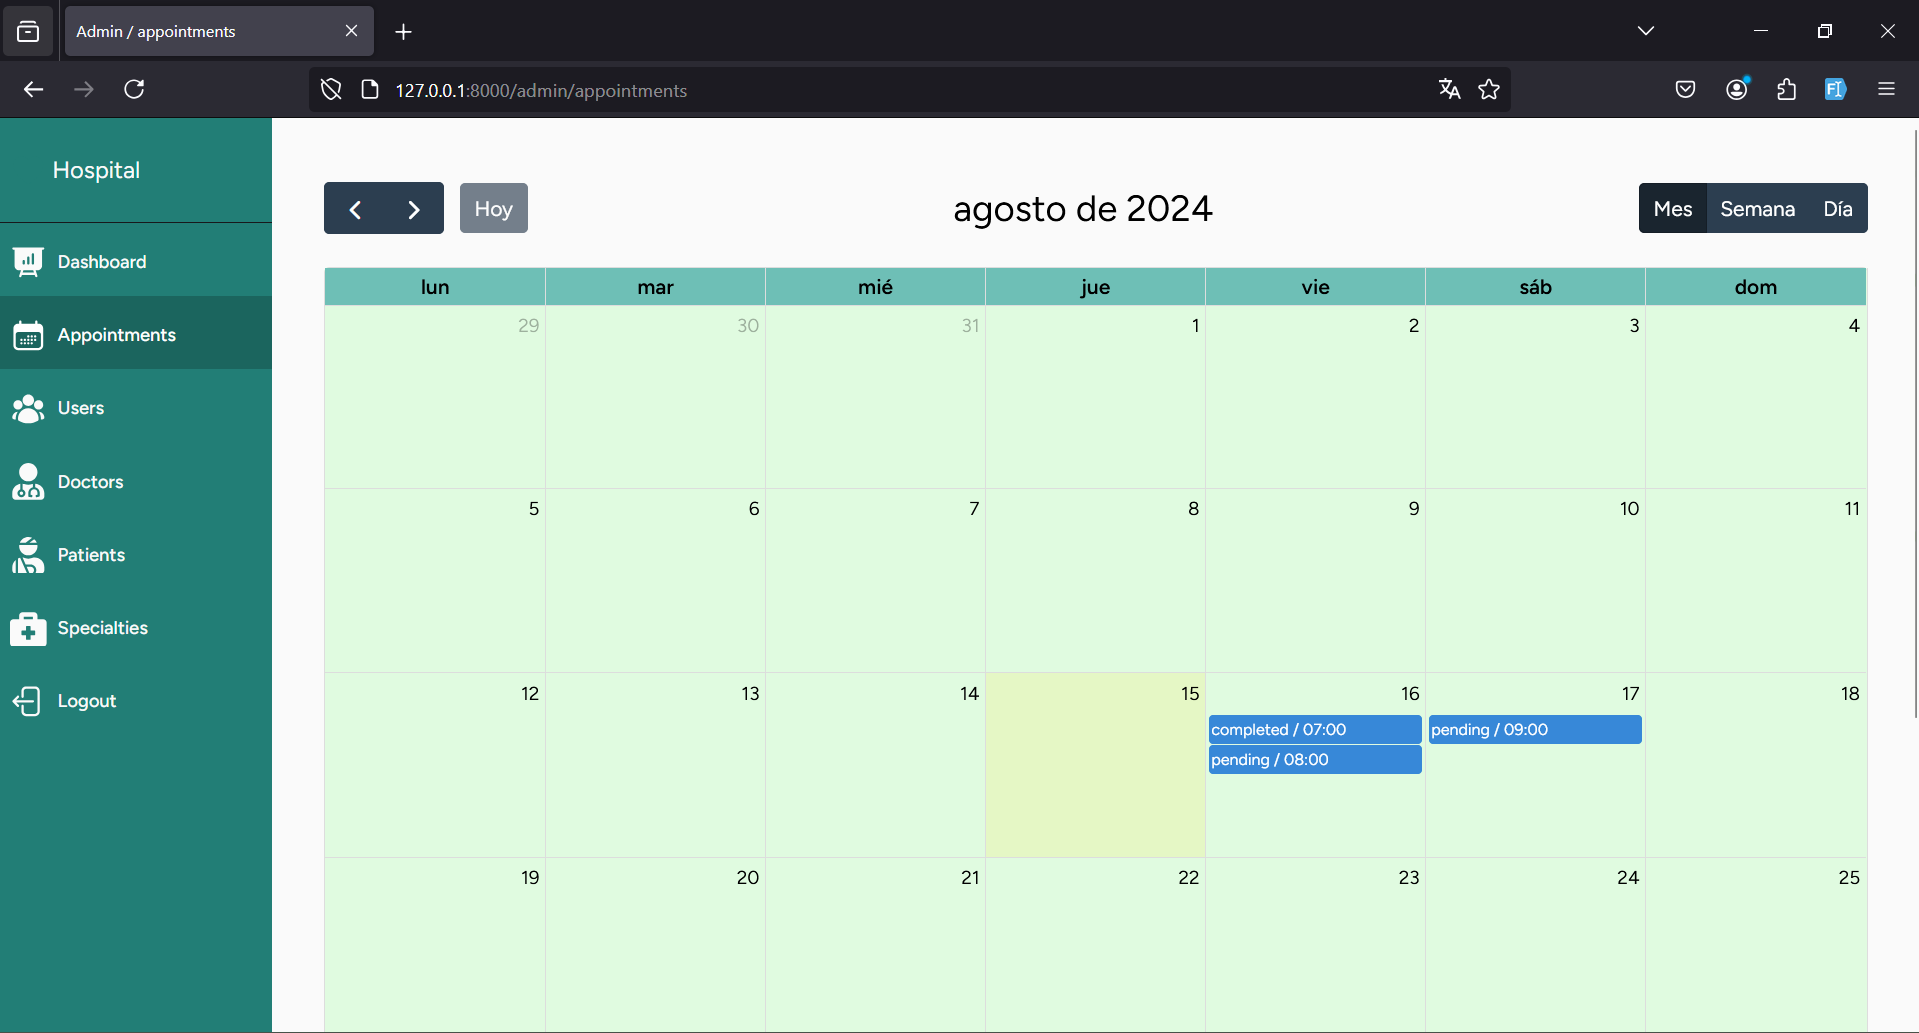 Admin / appointments
127.0.0.1:8000/admin/appointments
Hospital
Dashboard
Appointments
Users
Doctors
Patients
Specialties
Logout
Hoy
agosto de 2024
Mes Semana Día
lun mar mié jue vie sáb dom
29 30 31 1 2 3 4
5 6 7 8 9 10 11
12 13 14 15 16 17 18
completed / 07:00 pending / 09:00
pending / 08:00
19 20 21 22 23 24 25